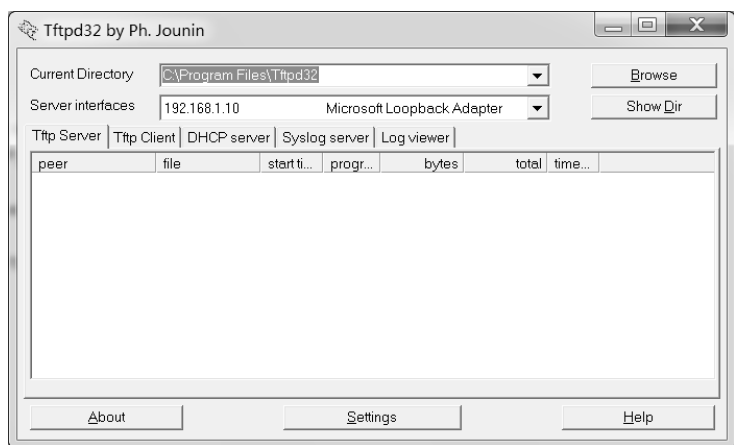 Tftpd32 by Ph. Jounin
Current Directory C:\Program Files\Tftpd32 Browse
Server interfaces 192.168.1.10 Microsoft Loopback Adapter Show Dir
Tftp Server Tftp Client DHCP server Syslog server Log viewer
peer file start ti... progr... bytes total time...
About Settings Help